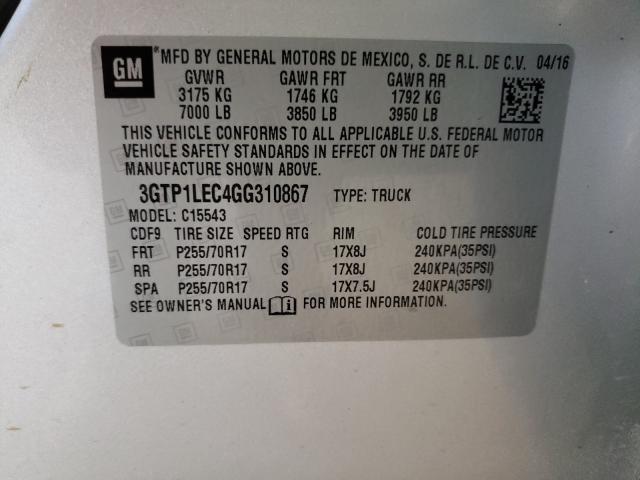 GM MFD BY GENERAL MOTORS DE MEXICO, S. DE R.L. DE C.V. 04/16
GVWR GAWR FRT GAWR RR
3175 KG 1746 KG 1792 KG
7000 LB 3850 LB 3950 LB
THIS VEHICLE CONFORMS TO ALL APPLICABLE U.S. FEDERAL MOTOR
VEHICLE SAFETY STANDARDS IN EFFECT ON THE DATE OF
MANUFACTURE SHOWN ABOVE.
3GTP1LEC4GG310867 TYPE: TRUCK
MODEL: C15543
CDF9 TIRE SIZE SPEED RTG RIM COLD TIRE PRESSURE
FRT P255/70R17 S 17X8J 240KPA(35PSI)
RR P255/70R17 S 17X8J 240KPA(35PSI)
SPA P255/70R17 S 17X7.5J 240KPA(35PSI)
SEE OWNER'S MANUAL i FOR MORE INFORMATION.